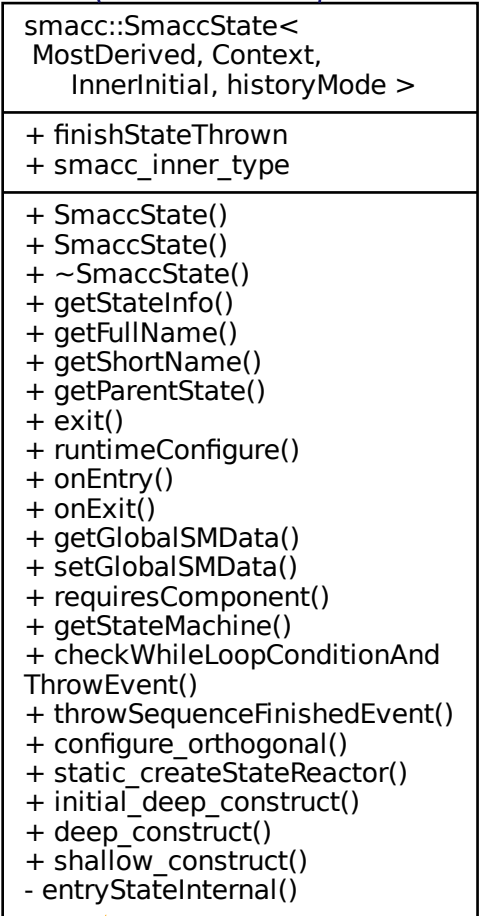 smacc::SmaccState<
MostDerived, Context,
InnerInitial, historyMode >
+ finishStateThrown
+ smacc_inner_type
+ SmaccState()
+ SmaccState()
+ ~SmaccState()
+ getStateInfo()
+ getFullName()
+ getShortName()
+ getParentState()
+ exit()
+ runtimeConfigure()
+ onEntry()
+ onExit()
+ getGlobalSMData()
+ setGlobalSMData()
+ requiresComponent()
+ getStateMachine()
+ checkWhileLoopConditionAnd
ThrowEvent()
+ throwSequenceFinishedEvent()
+ configure_orthogonal()
+ static_createStateReactor()
+ initial_deep_construct()
+ deep_construct()
+ shallow_construct()
- entryStateInternal()